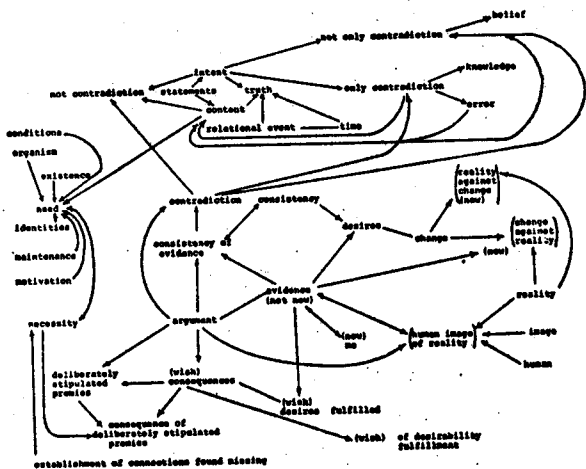 belief
not only contradiction
intent
knowledge
not contradiction
statements
truth
only contradiction
content
error
conditions
relational event
time
organism
existence
need
identities
maintenance
motivation
contradiction
consistency
(reality
against
change
(now)
desires
change
(change
against
reality)
consistency of
evidence
(now)
evidence
(not now)
reality
necessity
argument
(now)
me
(human image
of reality)
image
human
deliberately
stipulated
premies
(wish)
consequences
(wish)
desires fulfilled
consequence of
deliberately stipulated
premies
(wish) of desirability
fulfillment
establishment of connections found missing